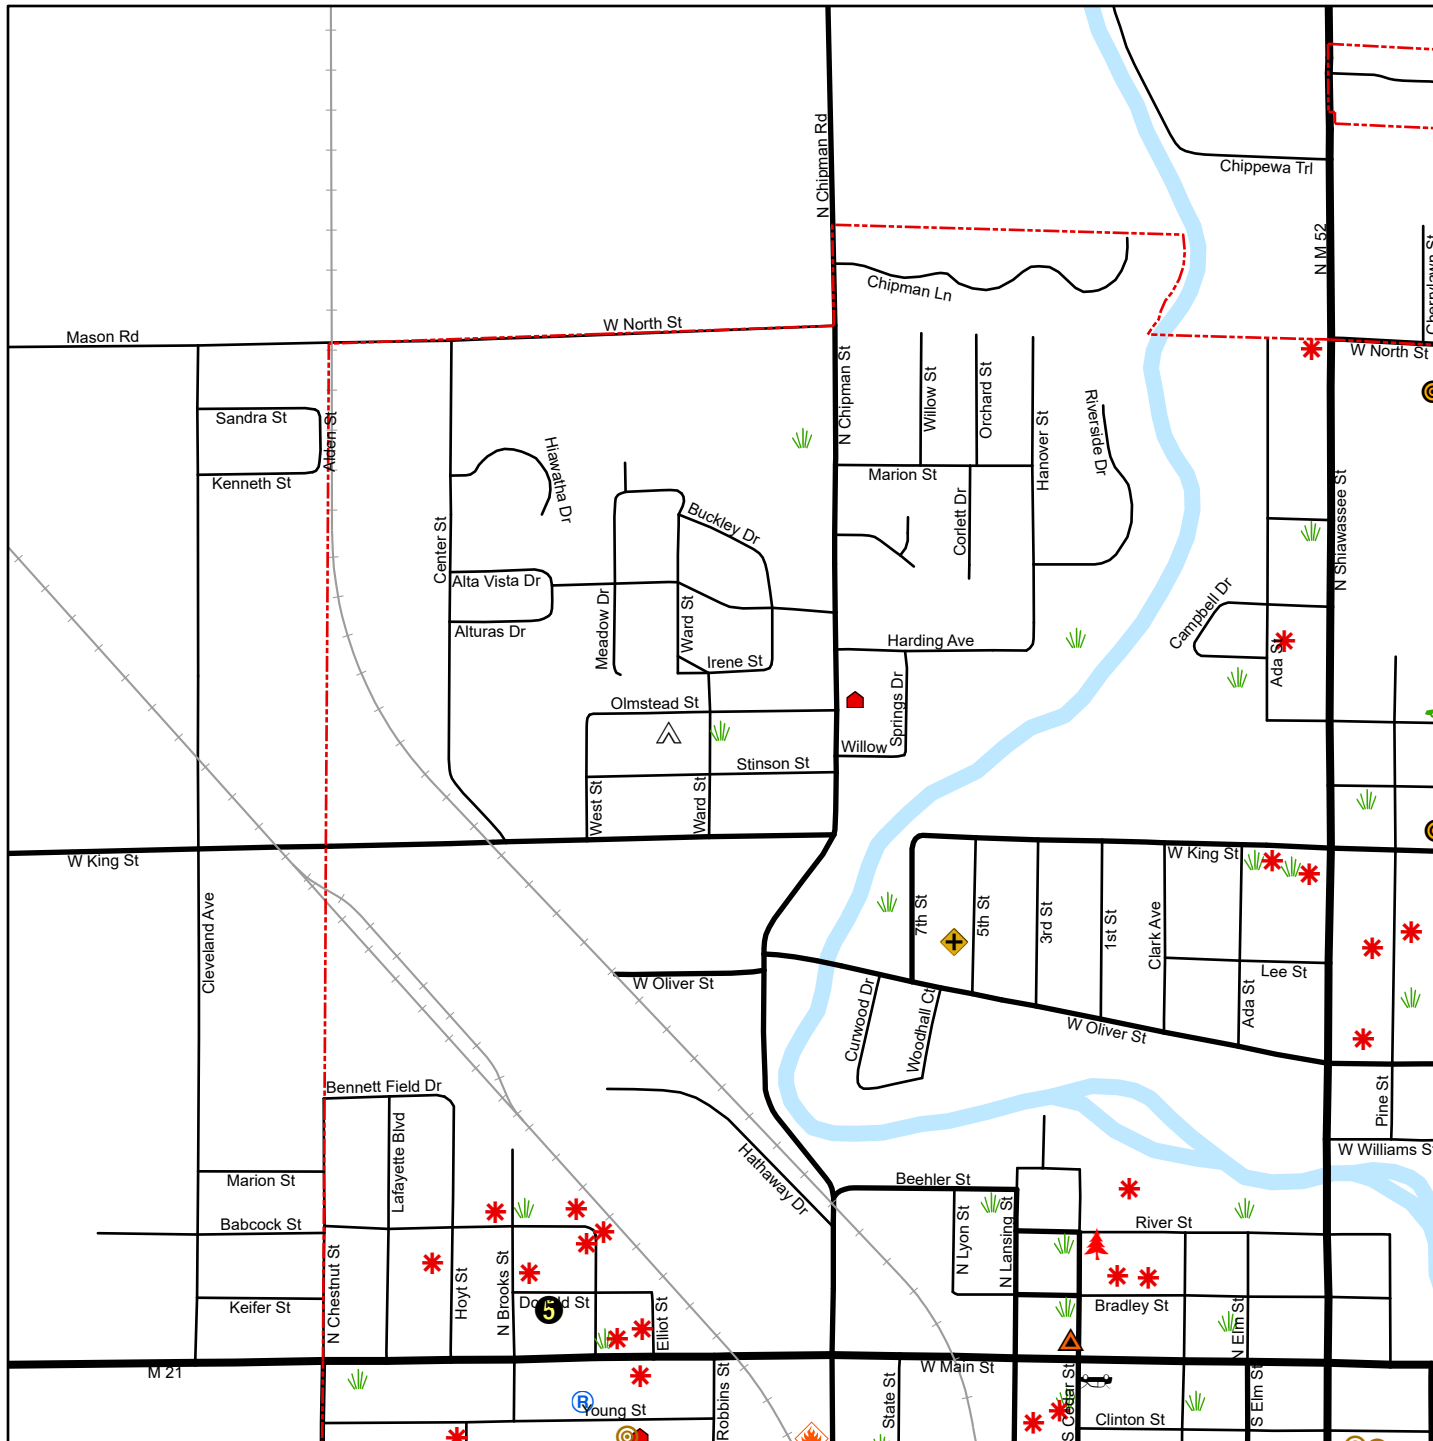 N Chipman Rd
Chippewa Trl
N M 52
Cherrylawn St
Chipman Ln
Mason Rd
W North St
W North St
N Chipman St
Willow St
Orchard St
Hanover St
Riverside Dr
Sandra St
Alden St
Kenneth St
Hiawatha Dr
Marion St
Corlett Dr
N Shiawassee St
Buckley Dr
Center St
Alta Vista Dr
Alturas Dr
Meadow Dr
Ward St
Irene St
Harding Ave
Campbell Dr
Ada St
Olmstead St
Springs Dr
Willow
Stinson St
West St
Ward St
W King St
W King St
Cleveland Ave
7th St
5th St
3rd St
1st St
Clark Ave
Lee St
Ada St
W Oliver St
Curwood Dr
Woodhall Ct
W Oliver St
Bennett Field Dr
Lafayette Blvd
Pine St
W Williams St
Hathaway Dr
Marion St
Beehler St
Babcock St
River St
N Lyon St
N Lansing St
N Chestnut St
Hoyt St
N Brooks St
Keifer St
Donald St
5
Elliot St
Bradley St
N Elm St
M 21
W Main St
Robbins St
State St
S Cedar St
S Elm St
R
Young St
Clinton St